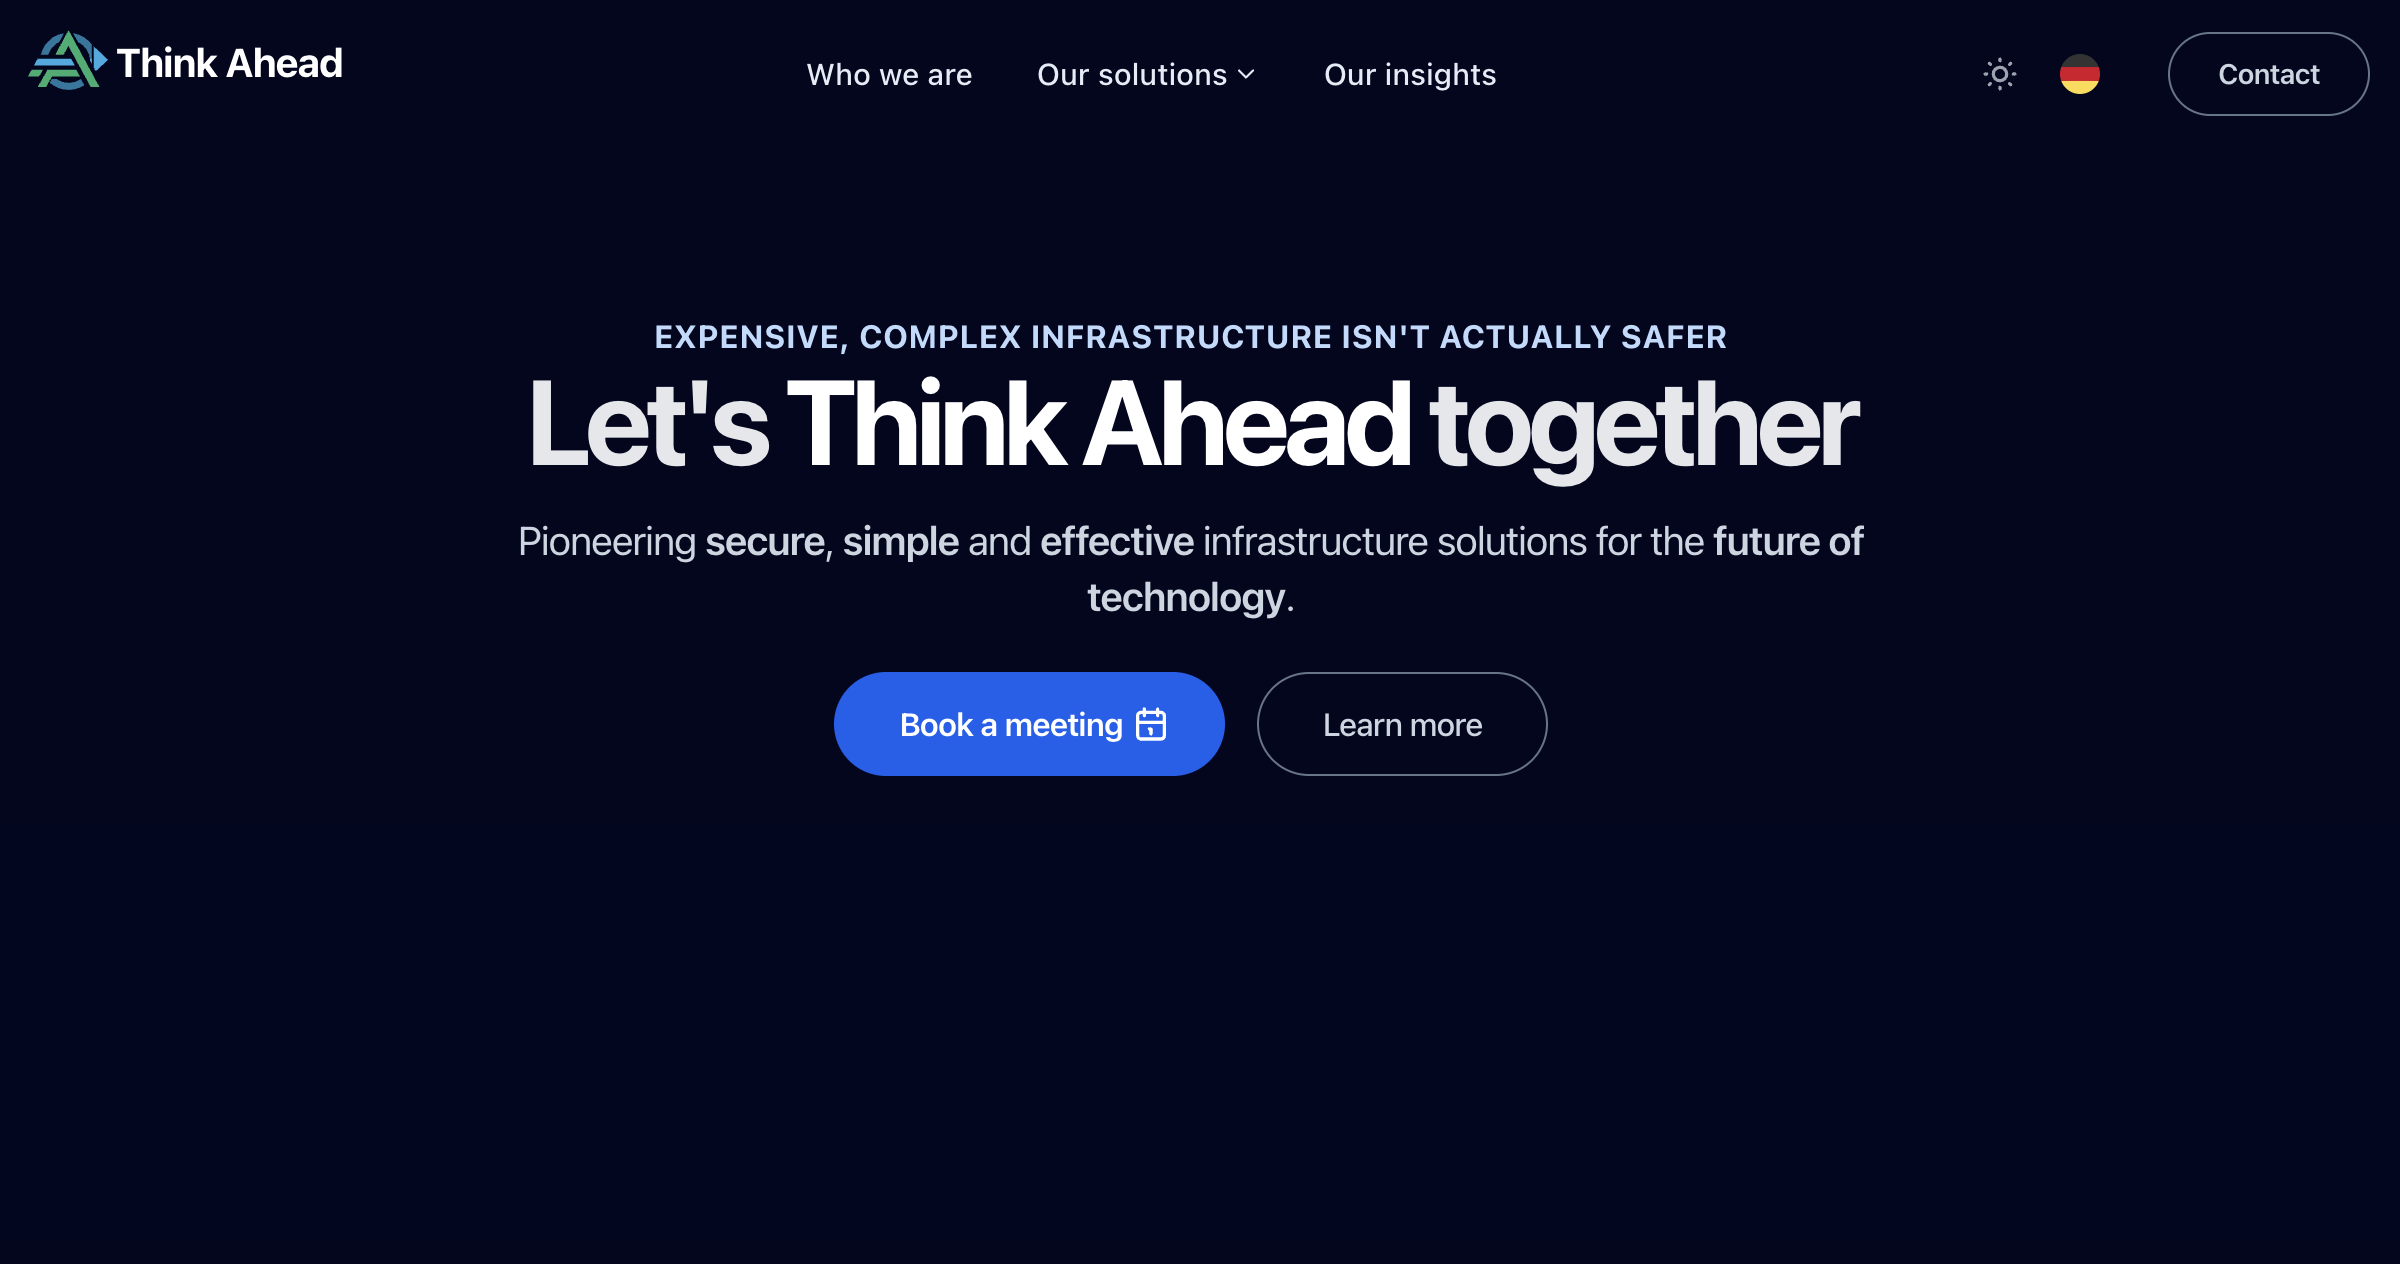 Think Ahead
Who we are
Our solutions
Our insights
Contact
EXPENSIVE, COMPLEX INFRASTRUCTURE ISN'T ACTUALLY SAFER
Let's Think Ahead together
Pioneering secure, simple and effective infrastructure solutions for the future of
technology.
Book a meeting
Learn more